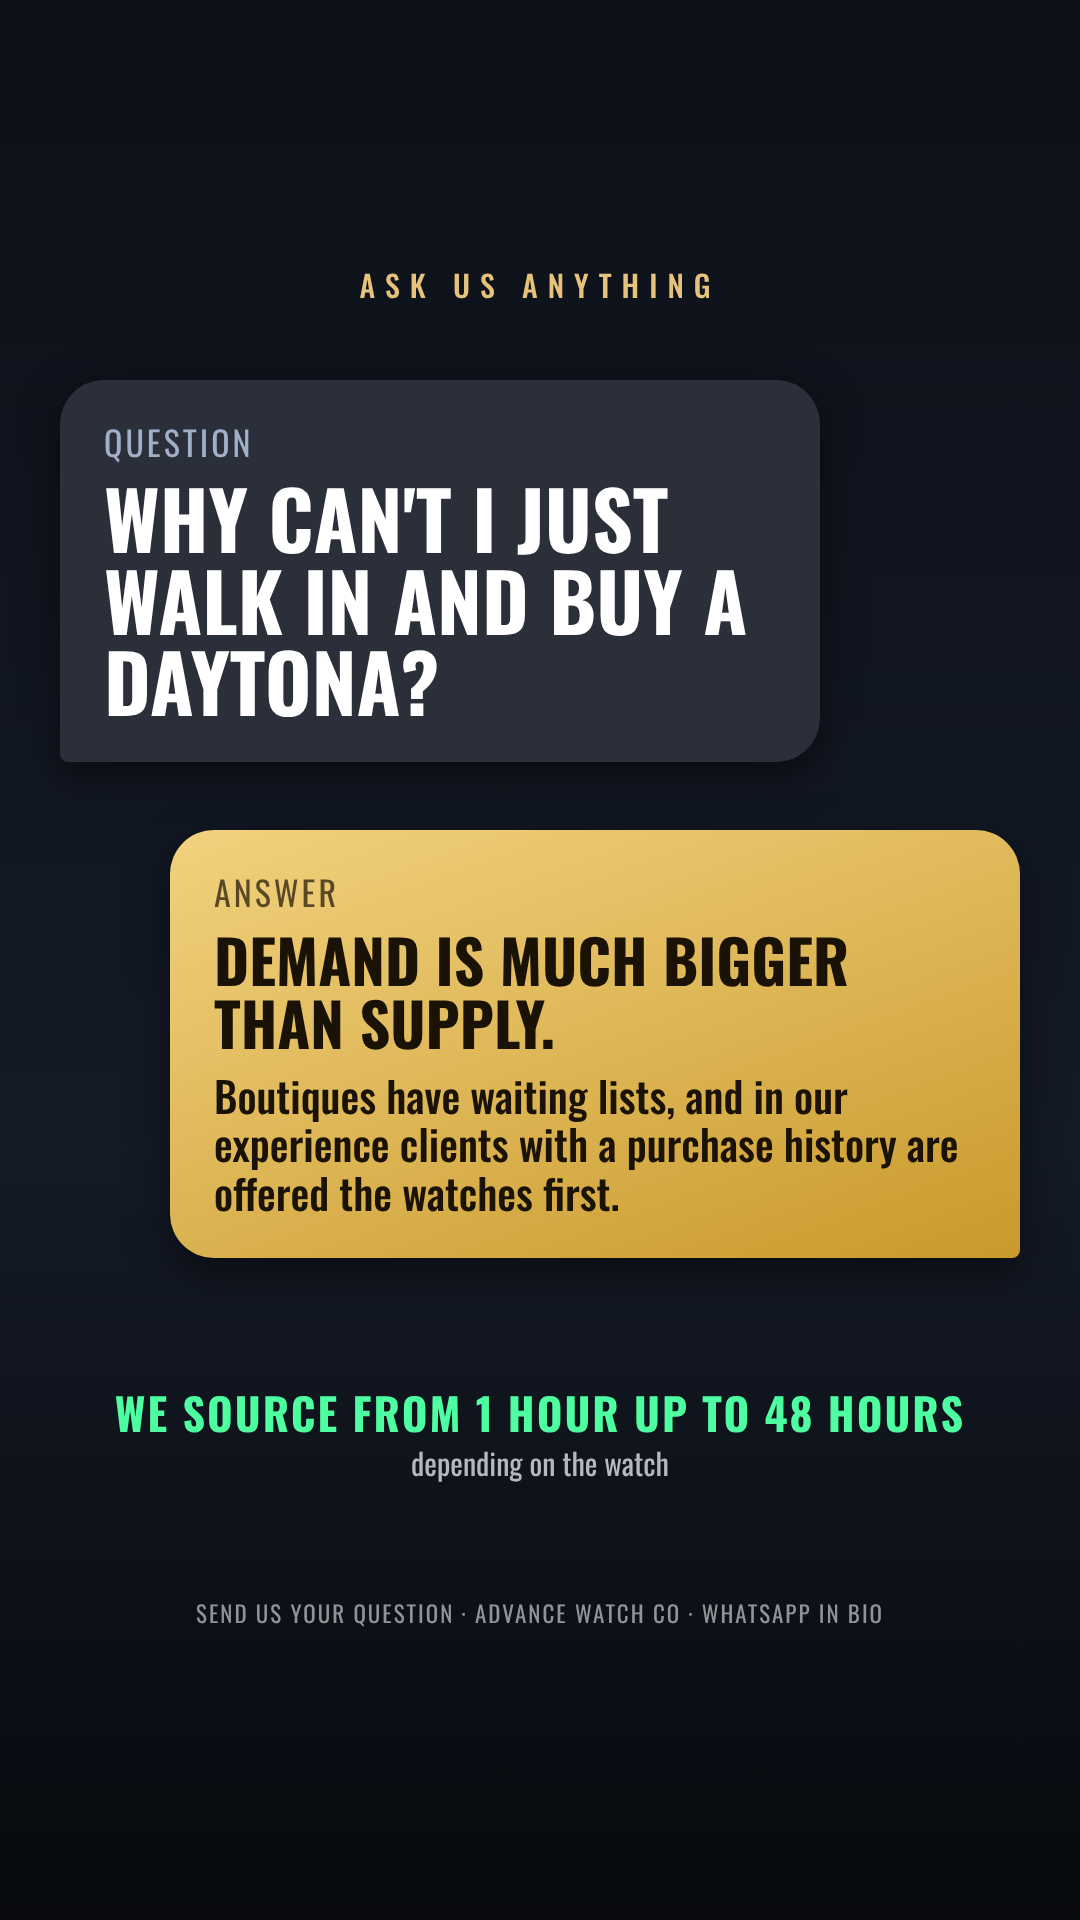 ASK US ANYTHING
QUESTION
WHY CAN'T I JUST
WALK IN AND BUY A
DAYTONA?
ANSWER
DEMAND IS MUCH BIGGER
THAN SUPPLY.
Boutiques have waiting lists, and in our
experience clients with a purchase history are
offered the watches first.
WE SOURCE FROM 1 HOUR UP TO 48 HOURS
depending on the watch
SEND US YOUR QUESTION · ADVANCE WATCH CO · WHATSAPP IN BIO